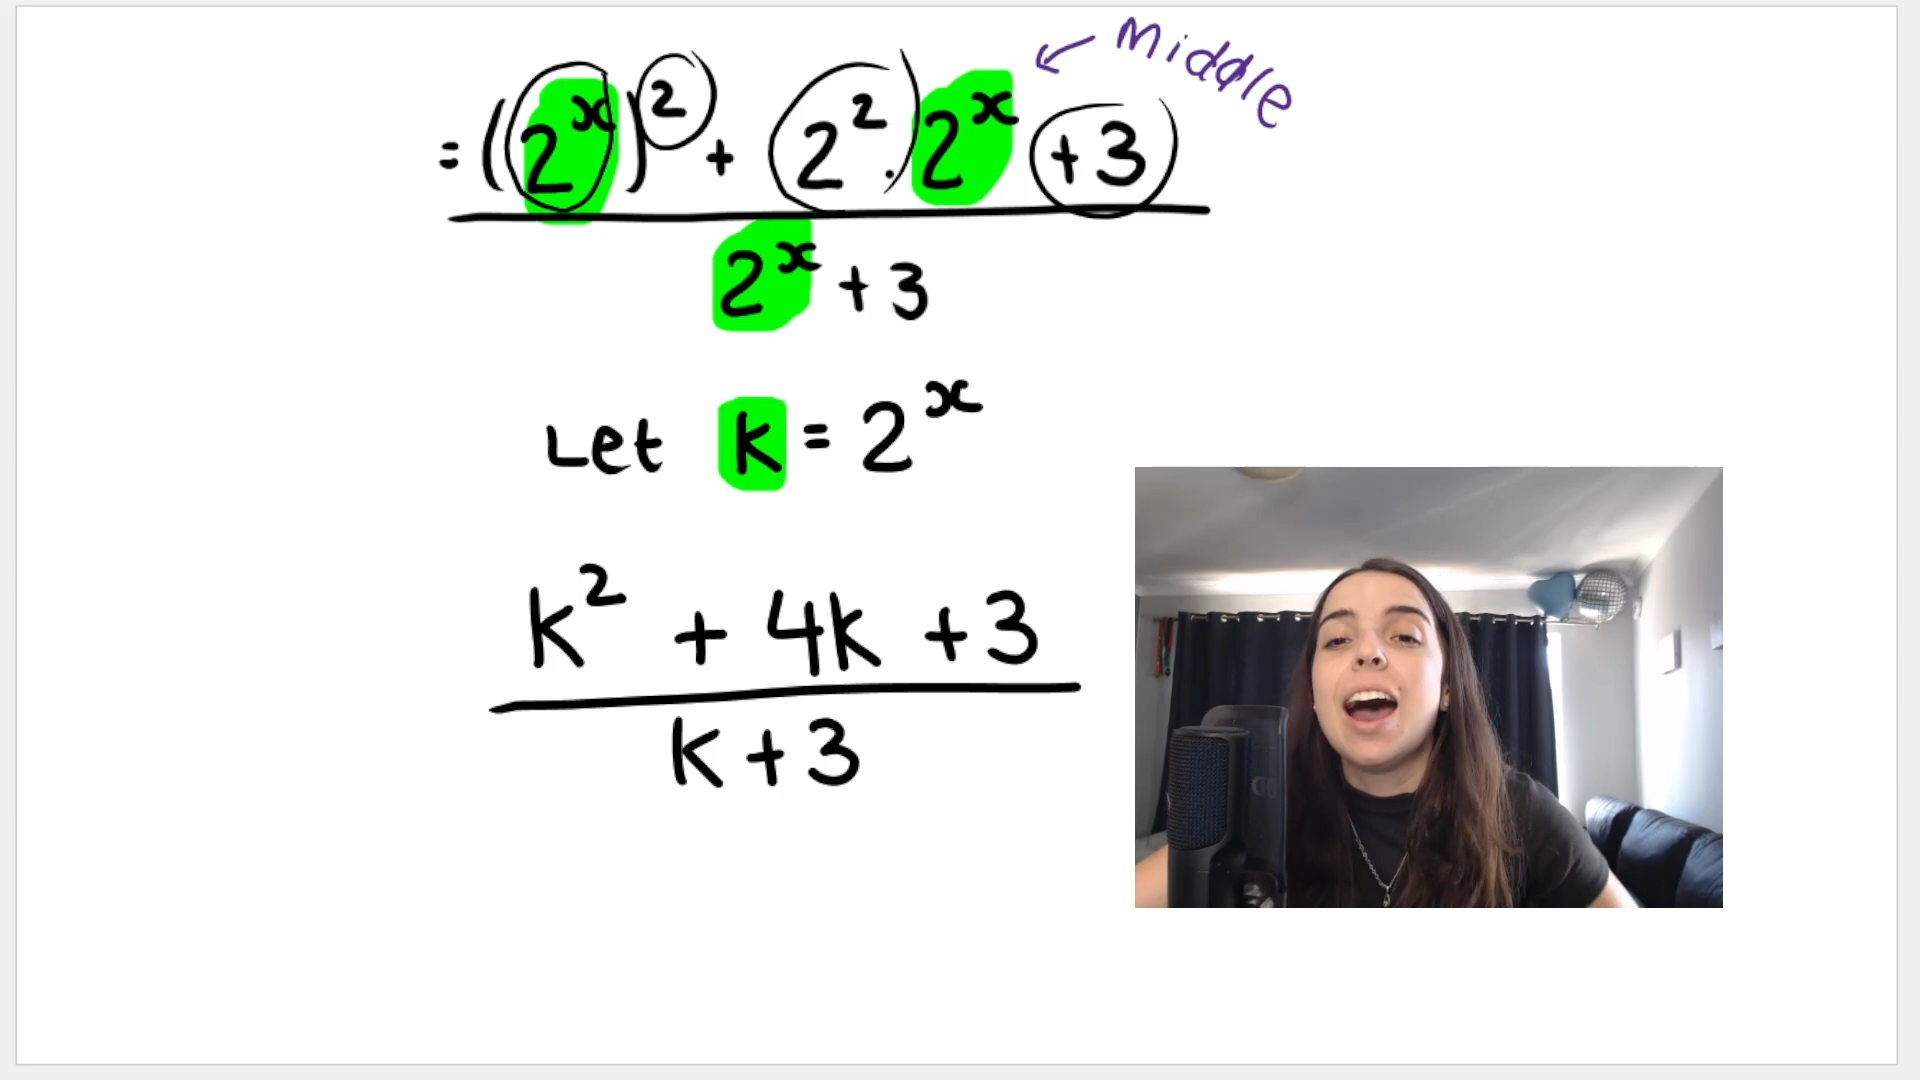 Middle
= (2^x)^2 + 2^2 . 2^x + 3
2^x + 3
Let k = 2^x
k^2 + 4k + 3
k + 3